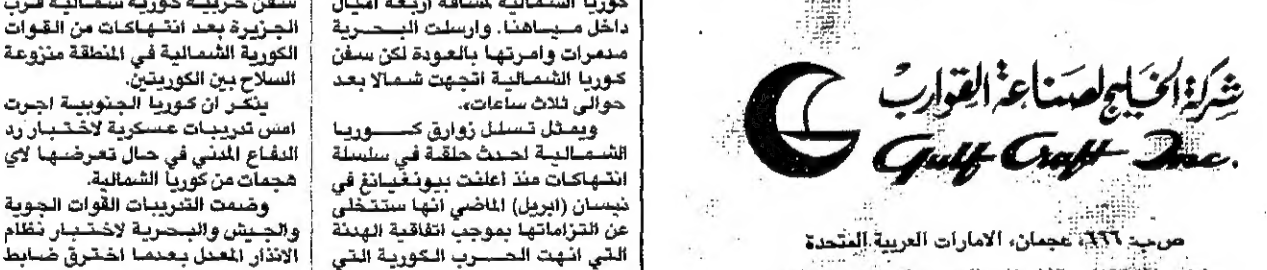 كوريا الشمالية لمسافة اربعة اميال
داخل مياهنا. وارسلت البحرية
مدمرات وامرتها بالعودة لكن سفن
كوريا الشمالية اتجهت شمالا بعد
حوالى ثلاث ساعات».
ويمثل تسلل زوارق كوريا
الشمالية احدث حلقة في سلسلة
انتهاكات منذ اعلنت بيونغيانغ في
نيسان (ابريل) الماضي انها ستتخلى
عن التزاماتها بموجب اتفاقية الهدنة
التي انهت الحرب الكورية التي
سفن حربية كورية شمالية قرب
الجزيرة بعد انتهاكات من القوات
الكورية الشمالية في المنطقة منزوعة
السلاح بين الكوريتين.
يذكر ان كوريا الجنوبية اجرت
امس تدريبات عسكرية لاختبار رد
الدفاع المدني في حال تعرضها لاي
هجمات من كوريا الشمالية.
وضمت التدريبات القوات الجوية
والجيش والبحرية لاختبار نظام
الانذار المعدل بعدما اخترق ضابط
شركة الخليج لصناعة القوارب
Gulf Craft Inc.
ص.ب ٦٦٦، عجمان، الامارات العربية المتحدة